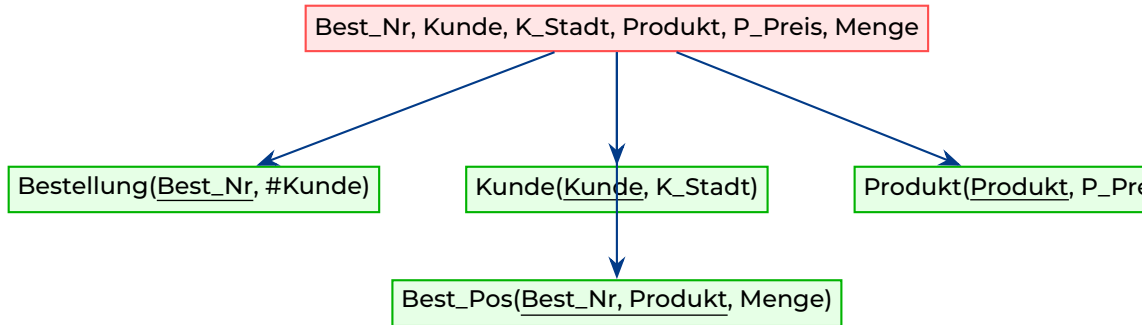 Best_Nr, Kunde, K_Stadt, Produkt, P_Preis, Menge
Bestellung(Best_Nr, #Kunde)
Kunde(Kunde, K_Stadt)
Produkt(Produkt, P_Pre
Best_Pos(Best_Nr, Produkt, Menge)